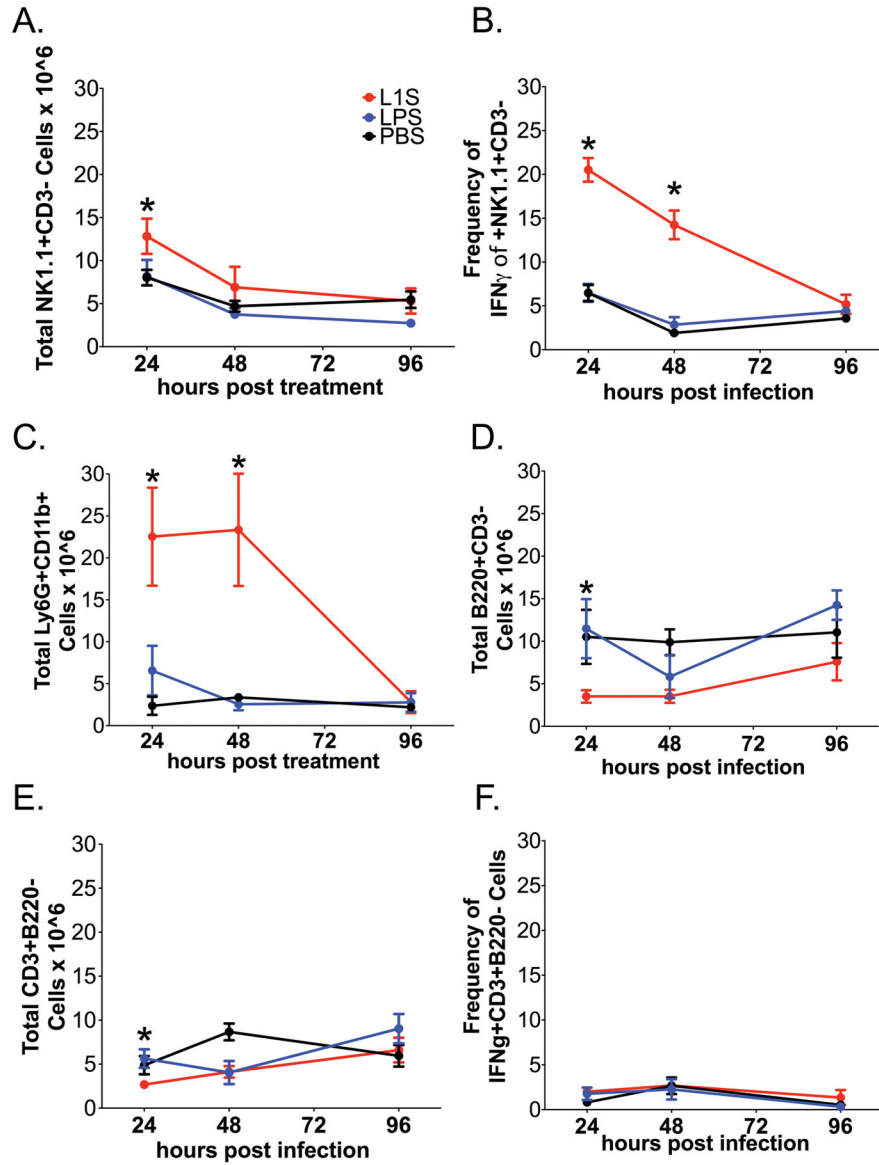 A.
Total NK1.1+CD3- Cells x 10^6
30
25
20
15
10
5
0
*
L1S
LPS
PBS
24 48 72 96
hours post treatment
B.
Frequency of
IFNγ of +NK1.1+CD3-
30
25
20
15
10
5
0
* *
24 48 72 96
hours post infection
C.
Total Ly6G+CD11b+
Cells x 10^6
30
25
20
15
10
5
0
* *
24 48 72 96
hours post treatment
D.
Total B220+CD3-
Cells x 10^6
30
25
20
15
10
5
0
*
24 48 72 96
hours post infection
E.
Total CD3+B220-
Cells x 10^6
30
25
20
15
10
5
0
*
24 48 72 96
hours post infection
F.
Frequency of
IFNg+CD3+B220- Cells
30
25
20
15
10
5
0
24 48 72 96
hours post infection